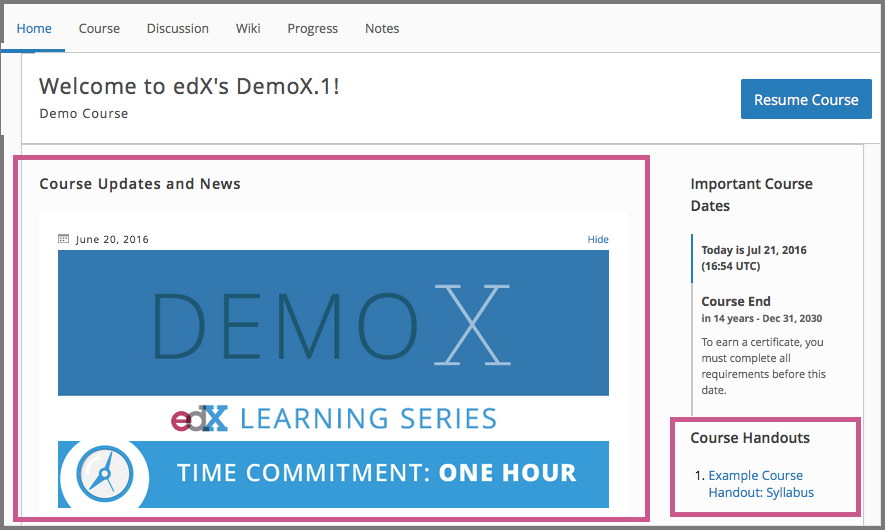 Home Course Discussion Wiki Progress Notes
Welcome to edX's DemoX.1!
Demo Course
Resume Course
Course Updates and News
June 20, 2016
Hide
DEMOX
edX LEARNING SERIES
TIME COMMITMENT: ONE HOUR
Important Course
Dates
Today is Jul 21, 2016
(16:54 UTC)
Course End
in 14 years - Dec 31, 2030
To earn a certificate, you
must complete all
requirements before this
date.
Course Handouts
1. Example Course
Handout: Syllabus